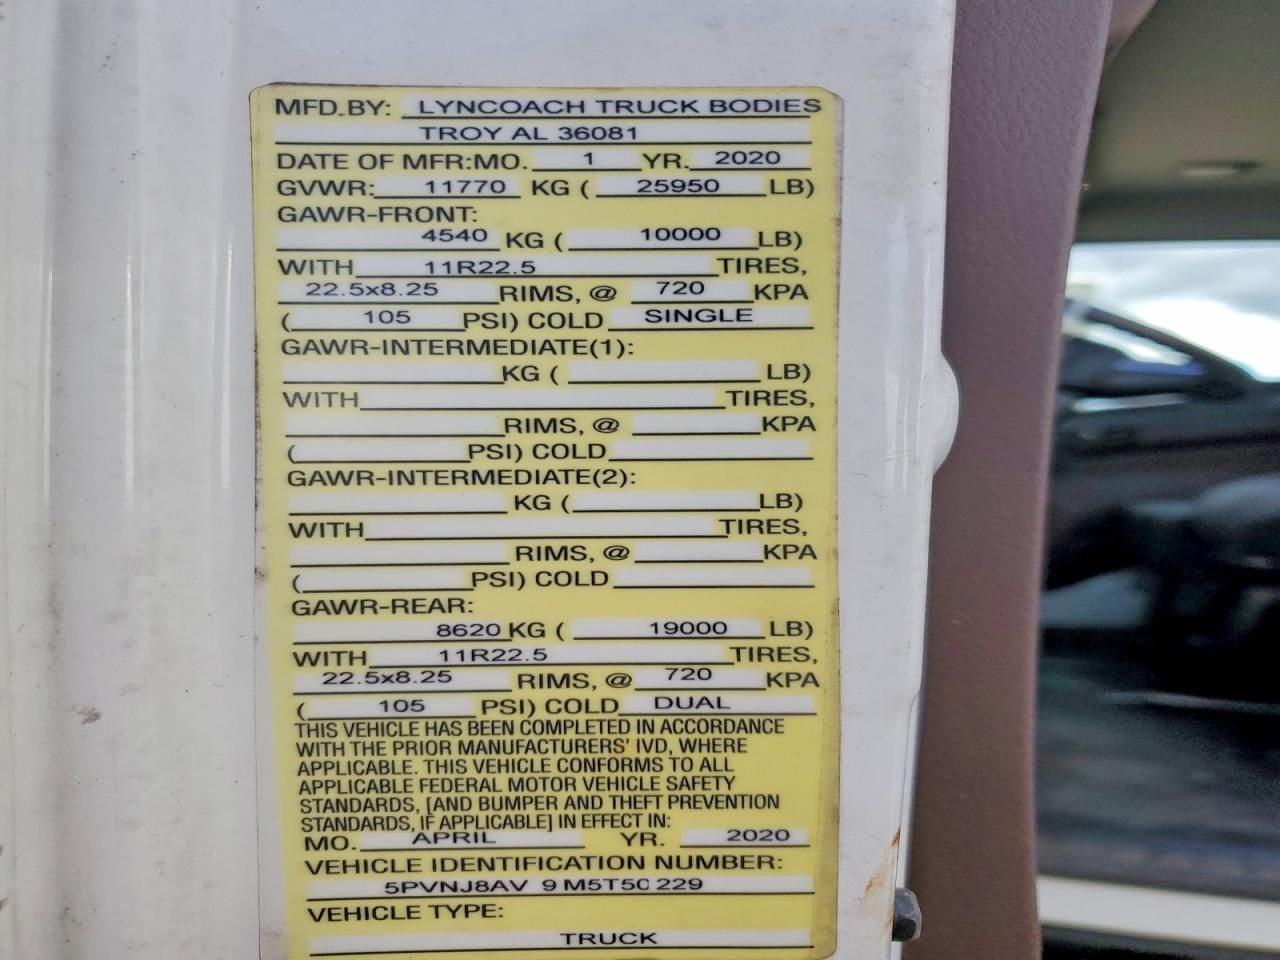 MFD.BY: LYNCOACH TRUCK BODIES
TROY AL 36081
DATE OF MFR:MO. 1 YR. 2020
GVWR: 11770 KG ( 25950 LB)
GAWR-FRONT:
4540 KG ( 10000 LB)
WITH 11R22.5 TIRES,
22.5x8.25 RIMS, @ 720 KPA
( 105 PSI) COLD SINGLE
GAWR-INTERMEDIATE(1):
KG ( LB)
WITH TIRES,
RIMS, @ KPA
( PSI) COLD
GAWR-INTERMEDIATE(2):
KG ( LB)
WITH TIRES,
RIMS, @ KPA
( PSI) COLD
GAWR-REAR:
8620 KG ( 19000 LB)
WITH 11R22.5 TIRES,
22.5x8.25 RIMS, @ 720 KPA
( 105 PSI) COLD DUAL
THIS VEHICLE HAS BEEN COMPLETED IN ACCORDANCE
WITH THE PRIOR MANUFACTURERS' IVD, WHERE
APPLICABLE. THIS VEHICLE CONFORMS TO ALL
APPLICABLE FEDERAL MOTOR VEHICLE SAFETY
STANDARDS, [AND BUMPER AND THEFT PREVENTION
STANDARDS, IF APPLICABLE] IN EFFECT IN:
MO. APRIL YR. 2020
VEHICLE IDENTIFICATION NUMBER:
5PVNJ8AV 9 M5T50 229
VEHICLE TYPE:
TRUCK